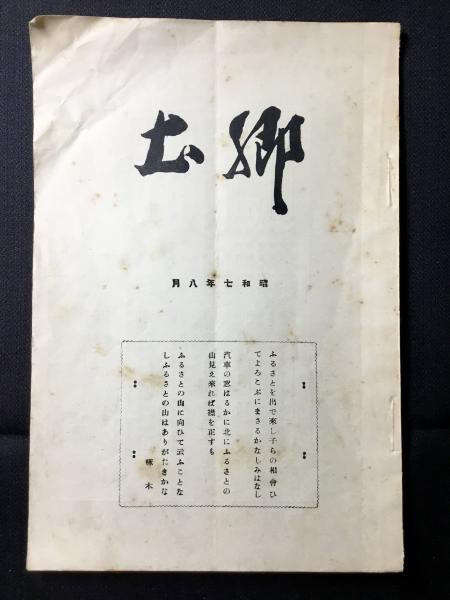 郷土
昭和七年八月
ふるさとを出で来し子らの相會ひ
てよろこぶにまさるかなしみはなし
汽車の窓はるかに北にふるさとの
山見え來れば襟を正すも
ふるさとの山に向ひて云ふことな
しふるさとの山はありがたきかな
啄木